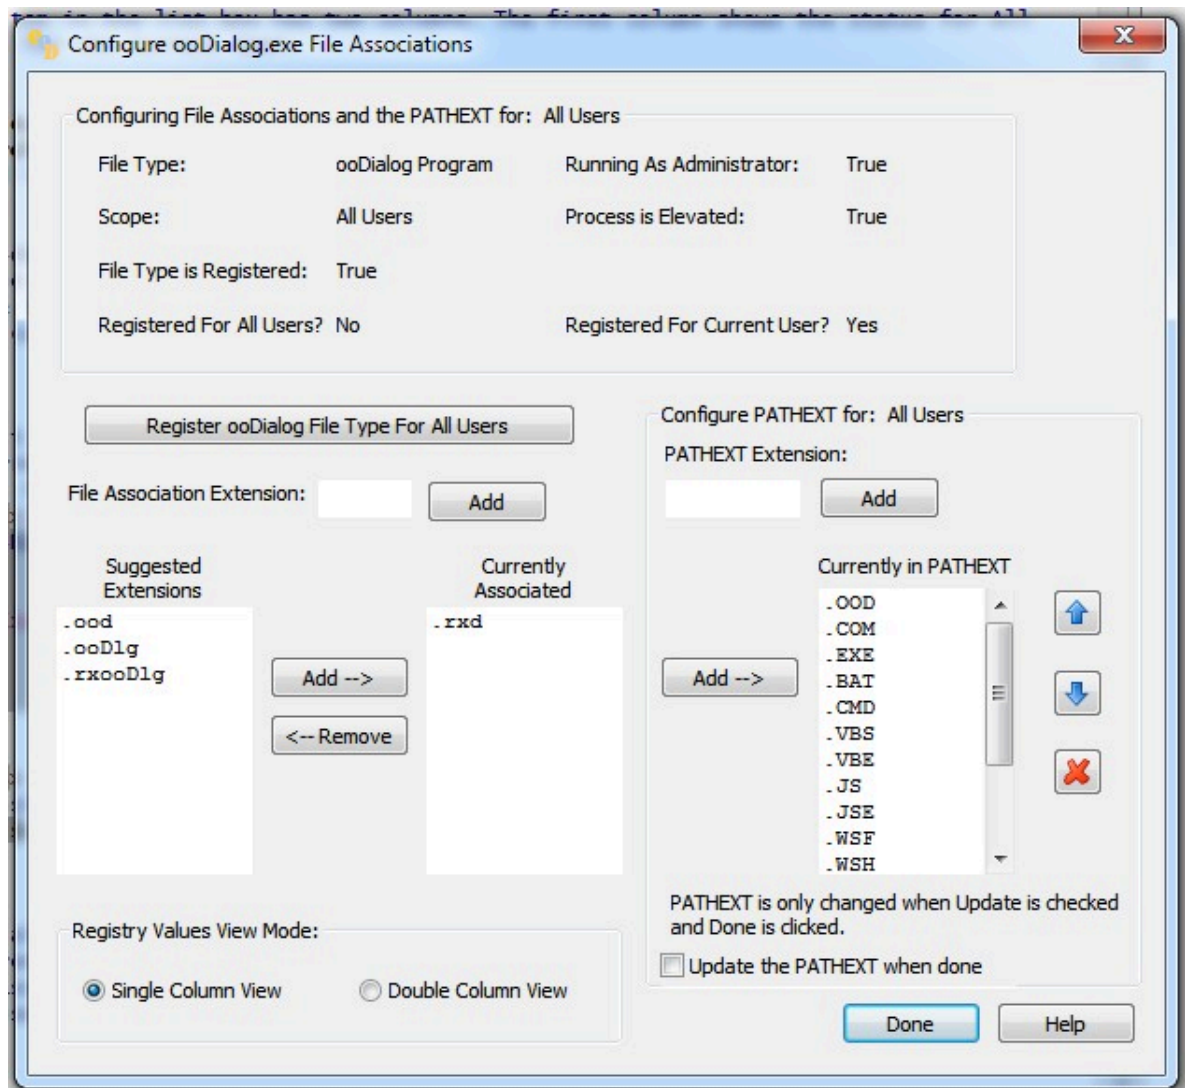 Configure ooDialog.exe File Associations
Configuring File Associations and the PATHEXT for: All Users
File Type: ooDialog Program Running As Administrator: True
Scope: All Users Process is Elevated: True
File Type is Registered: True
Registered For All Users? No Registered For Current User? Yes
Register ooDialog File Type For All Users
File Association Extension: Add
Suggested Extensions
.ood
.ooDlg
.rxooDlg
Add -->
<-- Remove
Currently Associated
.rxd
Configure PATHEXT for: All Users
PATHEXT Extension:
Add
Currently in PATHEXT
Add -->
.OOD
.COM
.EXE
.BAT
.CMD
.VBS
.VBE
.JS
.JSE
.WSF
.WSH
PATHEXT is only changed when Update is checked
and Done is clicked.
Update the PATHEXT when done
Registry Values View Mode:
Single Column View Double Column View
Done Help